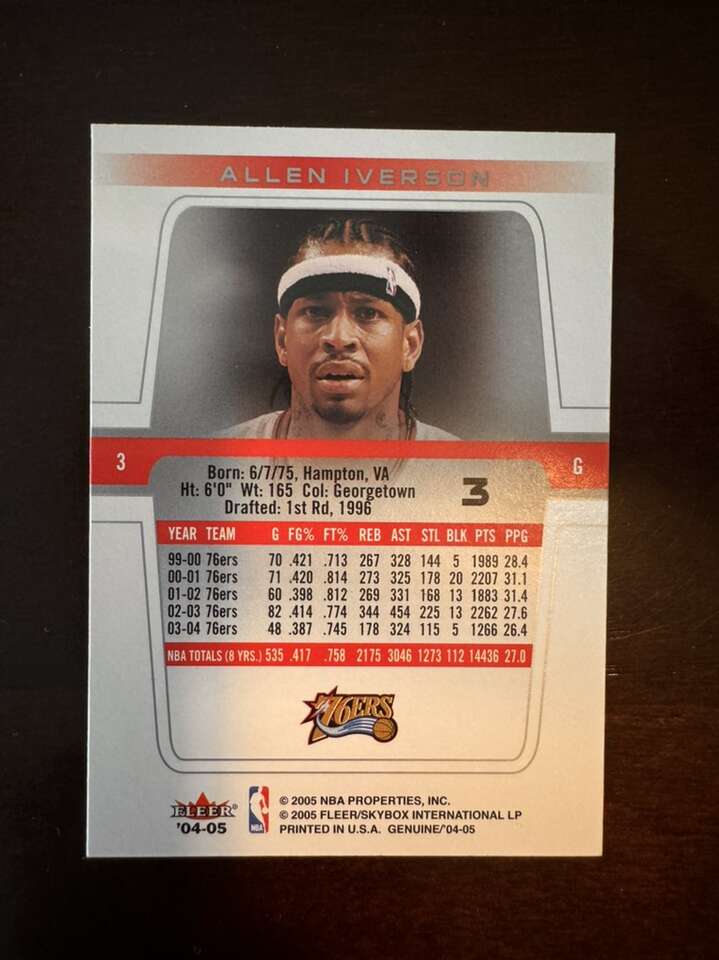 ALLEN IVERSON
3
G
Born: 6/7/75, Hampton, VA
Ht: 6'0" Wt: 165 Col: Georgetown
Drafted: 1st Rd, 1996
3
YEAR TEAM G FG% FT% REB AST STL BLK PTS PPG
99-00 76ers 70 .421 .713 267 328 144 5 1989 28.4
00-01 76ers 71 .420 .814 273 325 178 20 2207 31.1
01-02 76ers 60 .398 .812 269 331 168 13 1883 31.4
02-03 76ers 82 .414 .774 344 454 225 13 2262 27.6
03-04 76ers 48 .387 .745 178 324 115 5 1266 26.4
NBA TOTALS (8 YRS.) 535 .417 .758 2175 3046 1273 112 14436 27.0
76ERS
FLEER
'04-05
NBA
© 2005 NBA PROPERTIES, INC.
© 2005 FLEER/SKYBOX INTERNATIONAL LP
PRINTED IN U.S.A. GENUINE/'04-05